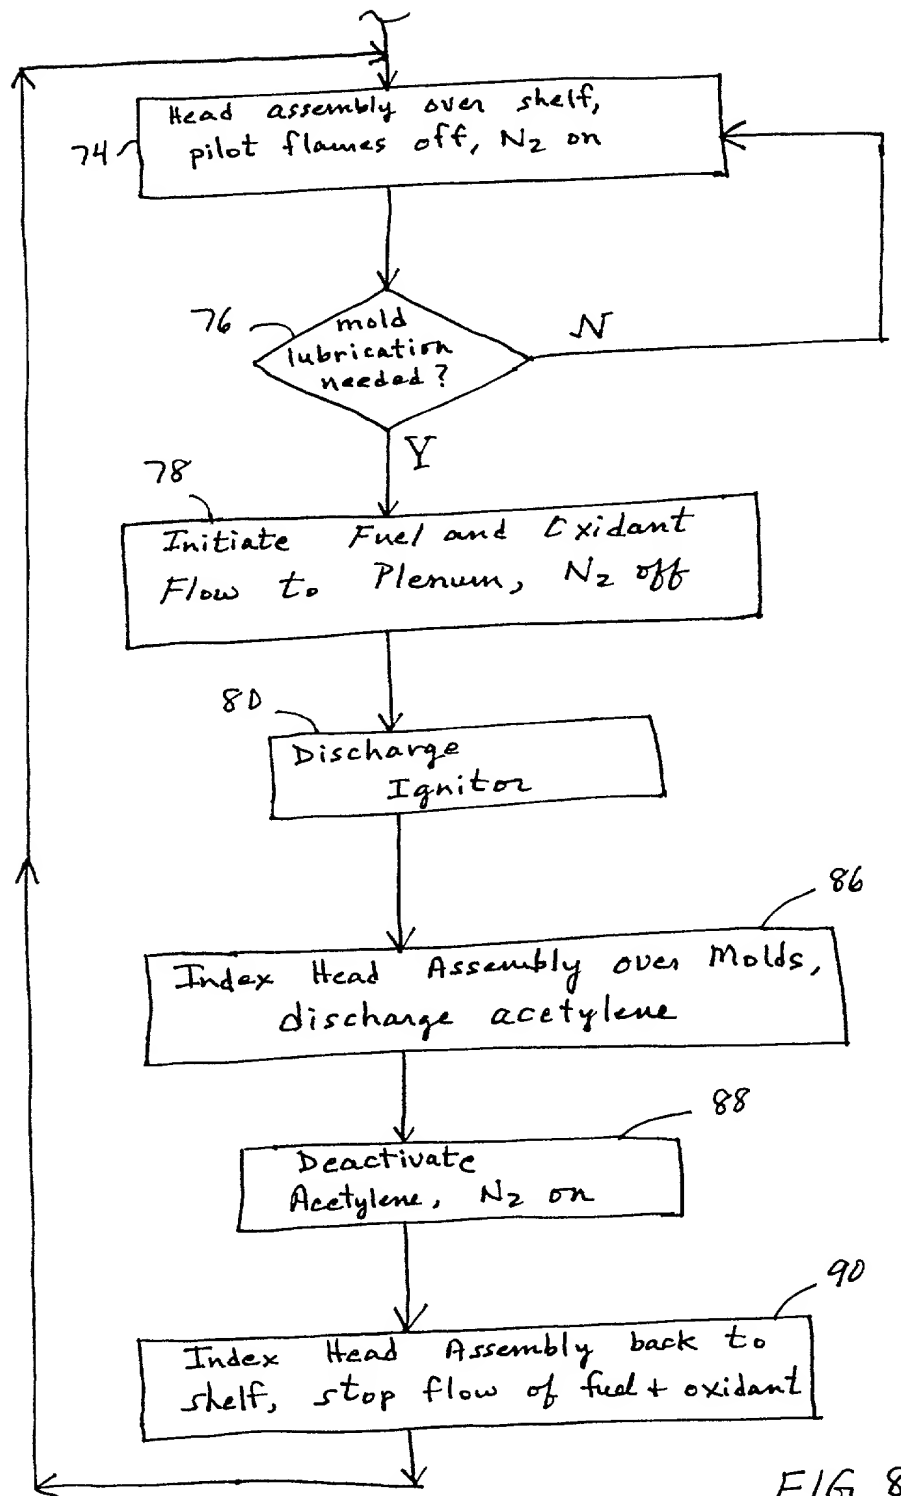 Head assembly over shelf,
pilot flames off, N2 on
74
76
mold
lubrication
needed?
N
Y
78
Initiate Fuel and Oxidant
Flow to Plenum, N2 off
80
Discharge
Ignitor
86
Index Head Assembly over Molds,
discharge acetylene
88
Deactivate
Acetylene, N2 on
90
Index Head Assembly back to
shelf, stop flow of fuel + oxidant
FIG 8